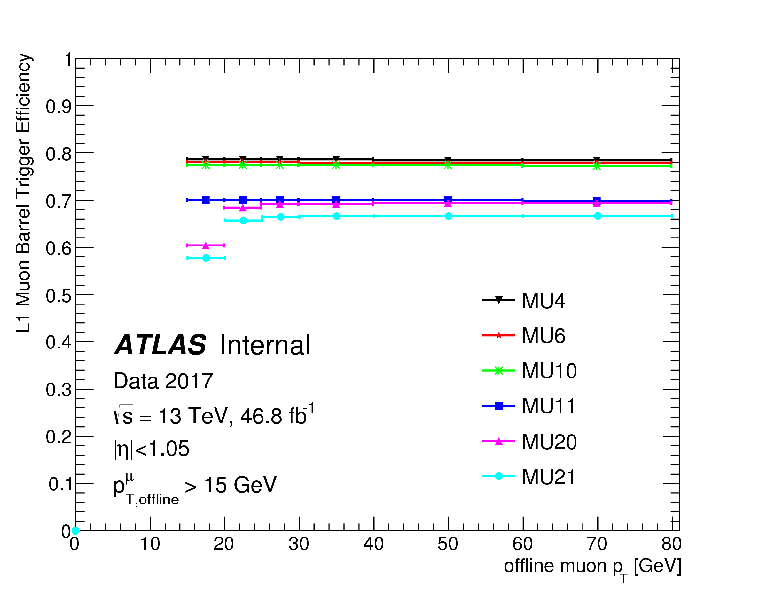 L1 Muon Barrel Trigger Efficiency
1
0.9
0.8
0.7
0.6
0.5
0.4
0.3
0.2
0.1
0
MU4
MU6
MU10
MU11
MU20
MU21
ATLAS Internal
Data 2017
√s = 13 TeV, 46.8 fb-1
|η|<1.05
pμT,offline > 15 GeV
0 10 20 30 40 50 60 70 80
offline muon pT [GeV]